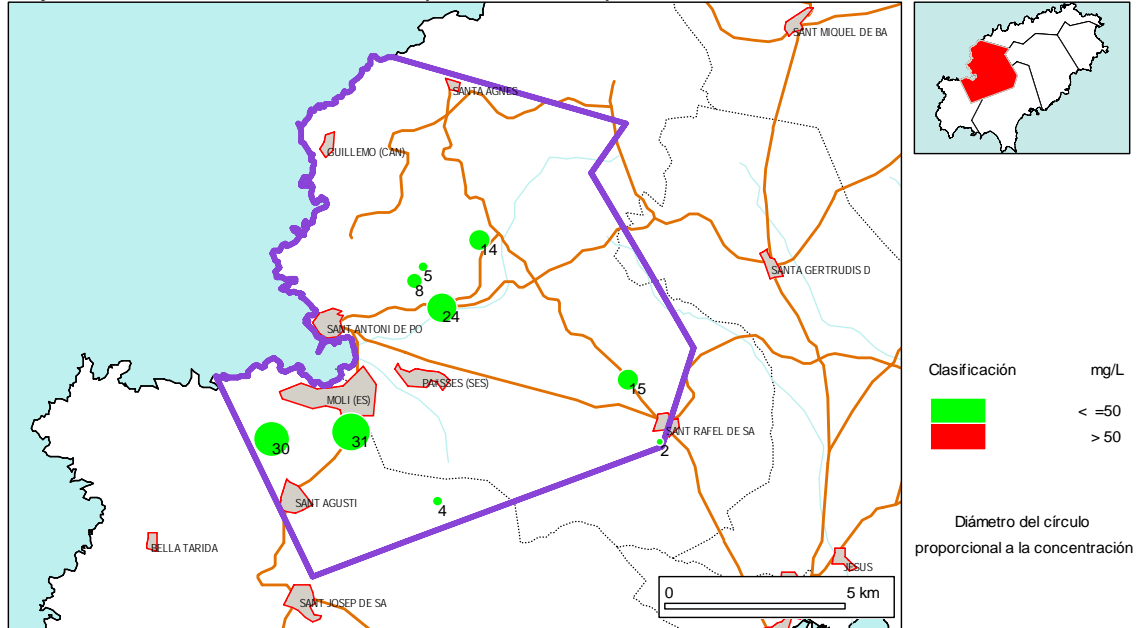 SANT MIQUEL DE BA
SANTA AGNES
GUILLEMO (CAN)
14
5
8
24
SANTA GERTRUDIS D
SANT ANTONI DE PO
PAISSES (SES)
15
MOLI (ES)
31
30
SANT RAFEL DE SA
2
SANT AGUSTI
4
BELLA TARIDA
JESUS
SANT JOSEP DE SA
0 5 km
Clasificación mg/L
< =50
> 50
Diámetro del círculo
proporcional a la concentración